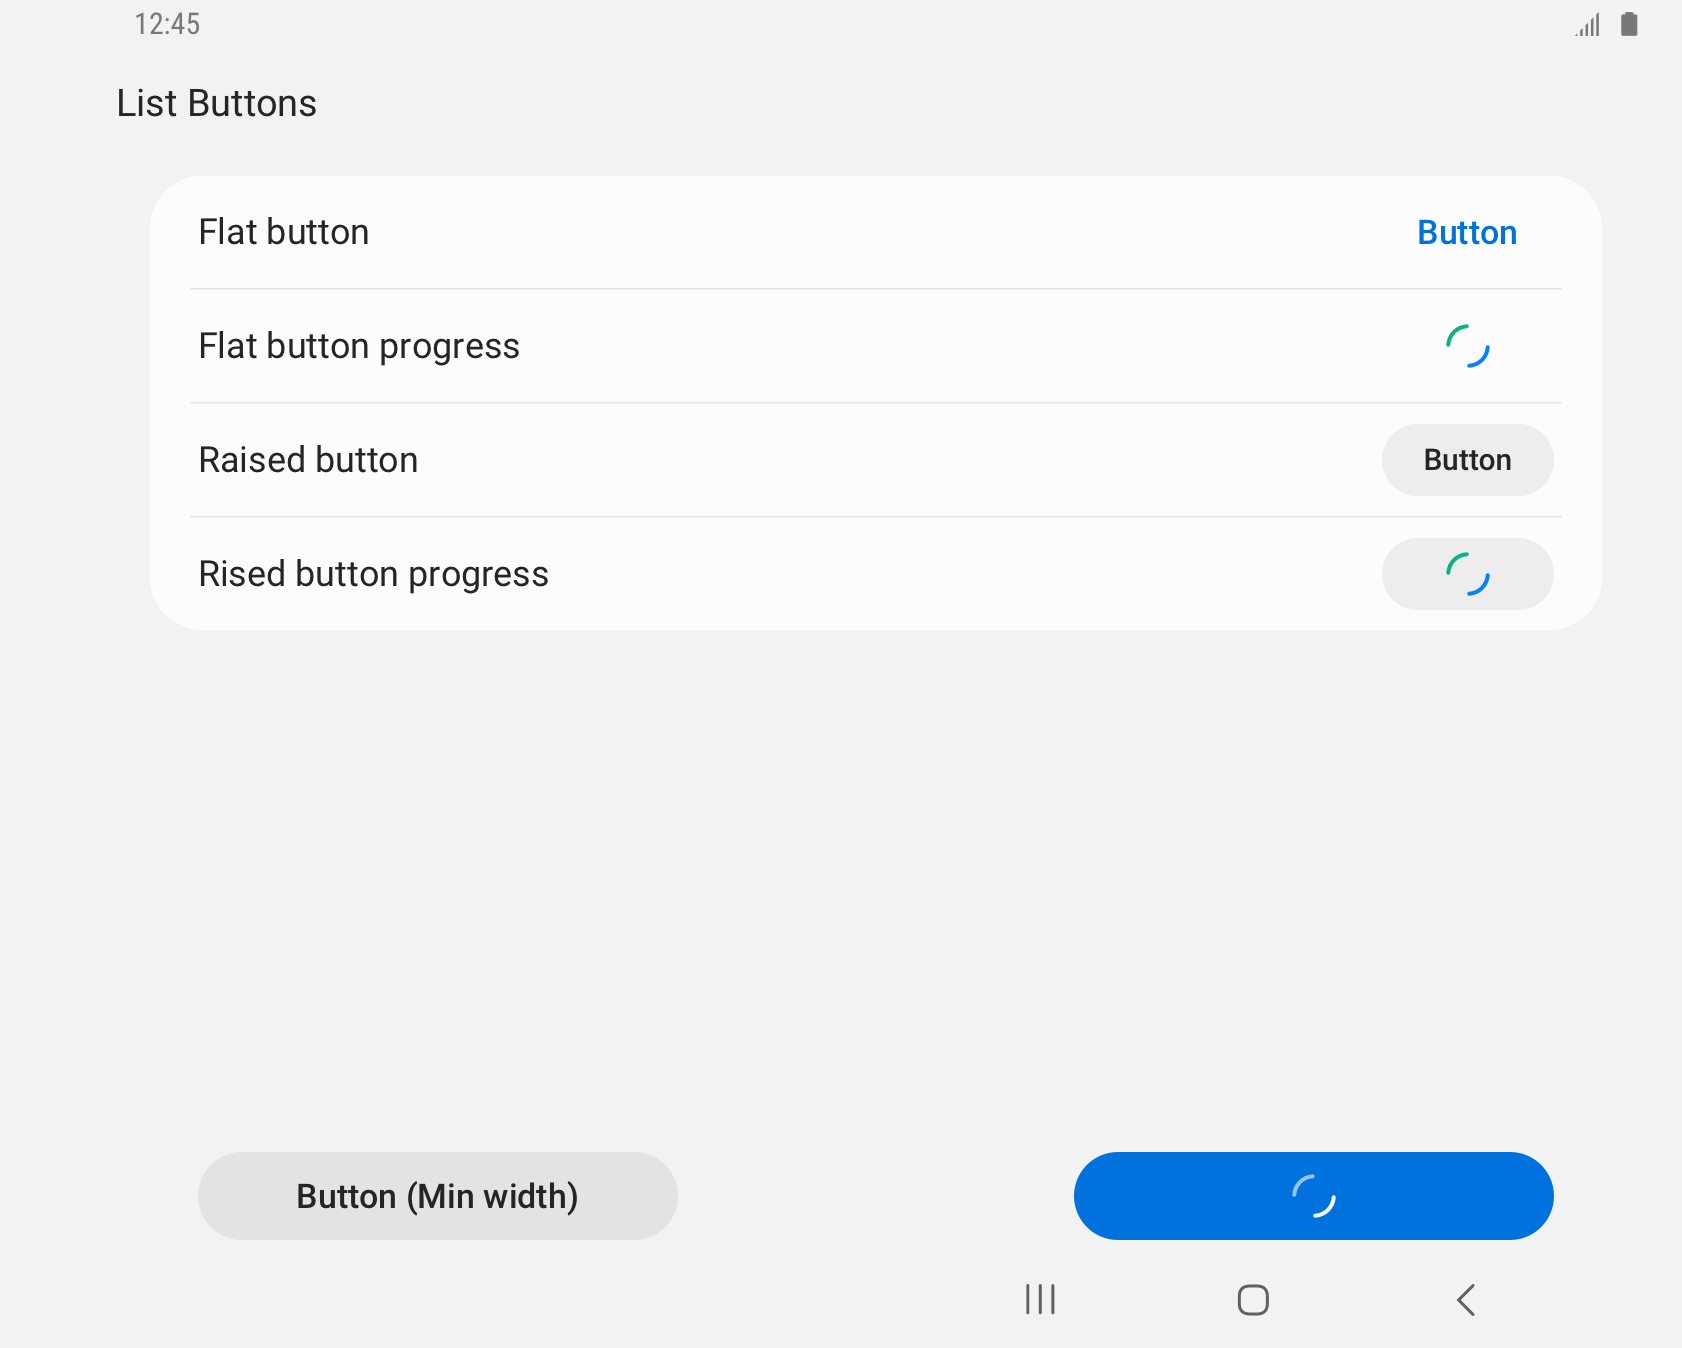 12:45
List Buttons
Flat button Button
Flat button progress
Raised button Button
Rised button progress
Button (Min width)